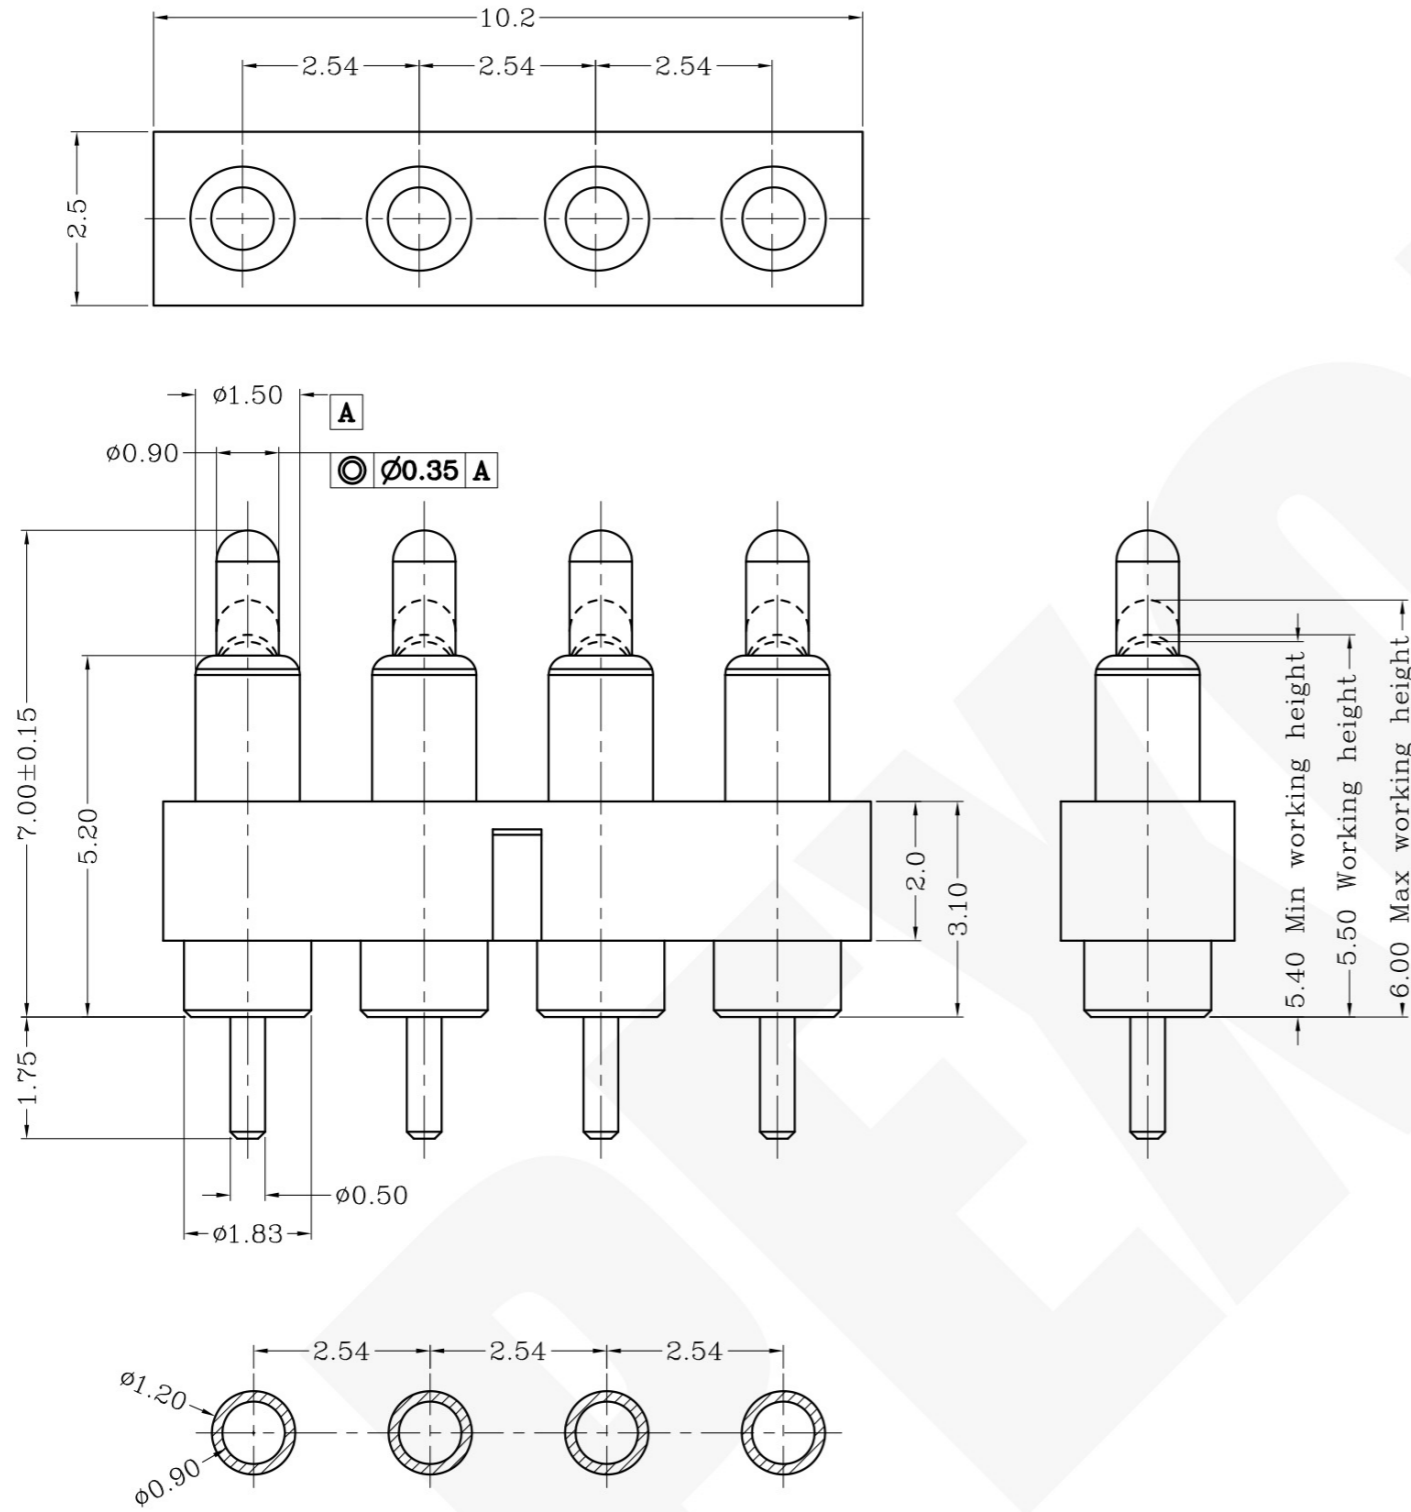 10.2
2.54 2.54 2.54
2.5
ø1.50
A
ø0.90
Ø0.35 A
7.00±0.15
5.20
2.0
3.10
5.40 Min working height
5.50 Working height
6.00 Max working height
1.75
ø0.50
ø1.83
2.54 2.54 2.54
ø1.20
ø0.90